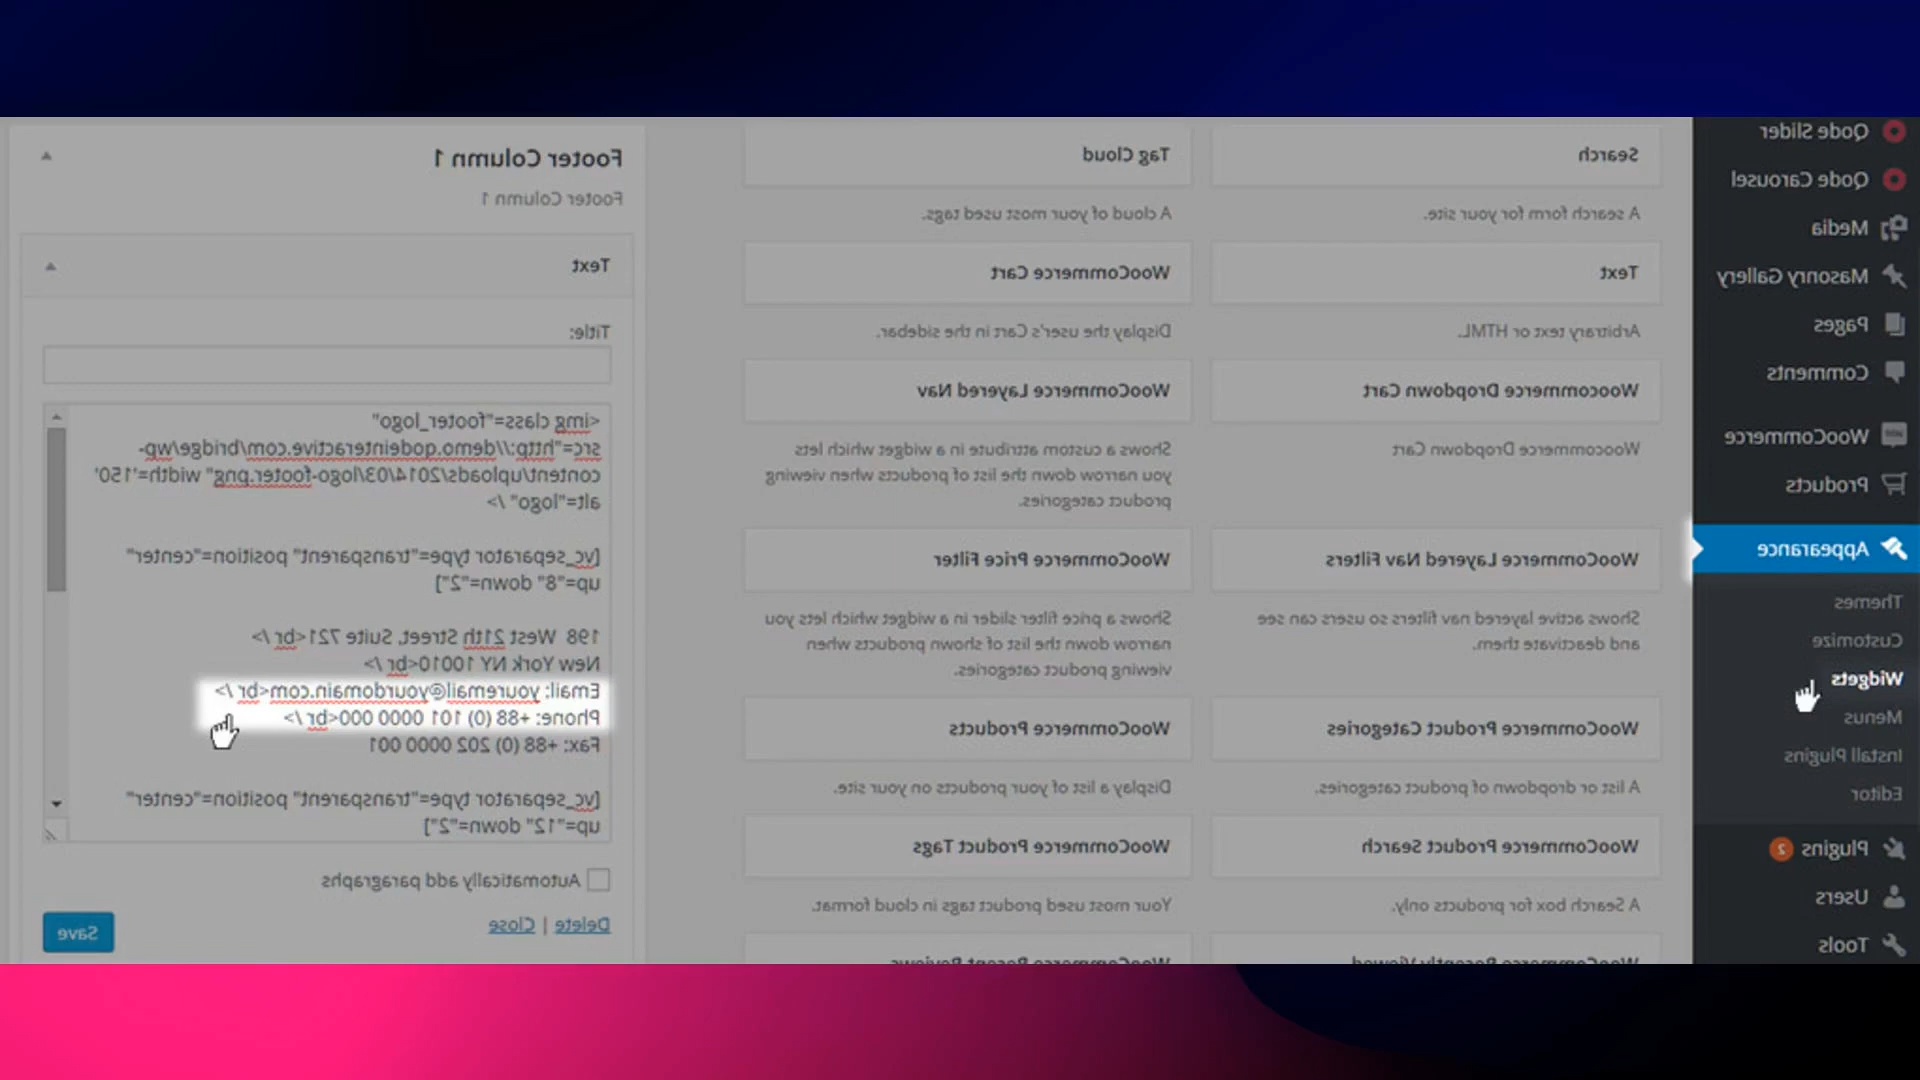 Qode Slider
Qode Carousel
Media
Masonry Gallery
Pages
Comments
WooCommerce
Products
Appearance
Themes
Customize
Widgets
Menus
Install Plugins
Editor
Plugins 2
Users
Tools
Search
A search form for your site.
Text
Arbitrary text or HTML.
Woocommerce Dropdown Cart
Woocommerce Dropdown Cart
WooCommerce Layered Nav Filters
Shows active layered nav filters so users can see
and deactivate them.
WooCommerce Product Categories
A list or dropdown of product categories.
WooCommerce Product Search
A Search box for products only.
WooCommerce Recently Viewed
Tag Cloud
A cloud of your most used tags.
WooCommerce Cart
Display the user's Cart in the sidebar.
WooCommerce Layered Nav
Shows a custom attribute in a widget which lets
you narrow down the list of products when viewing
product categories.
WooCommerce Price Filter
Shows a price filter slider in a widget which lets you
narrow down the list of shown products when
viewing product categories.
WooCommerce Products
Display a list of your products on your site.
WooCommerce Product Tags
Your most used product tags in cloud format.
WooCommerce Recent Reviews
Footer Column 1
Footer Column 1
Text
Title:
<img class="footer_logo"
src="http://demo.qodeinteractive.com/bridge/wp-
content/uploads/2014/03/logo-footer.png" width='150'
alt="logo" />
[vc_separator type="transparent" position="center"
up="8" down="2"]
198  West 21th Street, Suite 721<br />
New York NY 10010<br />
Email: youremail@yourdomain.com<br />
Phone: +88 (0) 101 0000 000<br />
Fax: +88 (0) 202 0000 001
[vc_separator type="transparent" position="center"
up="12" down="2"]
Automatically add paragraphs
Delete | Close
Save